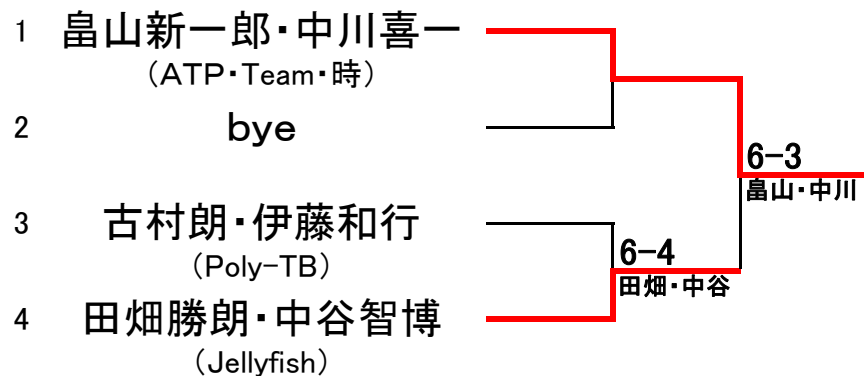 1 畠山新一郎・中川喜一
（ATP・Team・時）
2 bye
6-3
畠山・中川
3 古村朗・伊藤和行
（Poly-TB）
6-4
田畑・中谷
4 田畑勝朗・中谷智博
（Jellyfish）